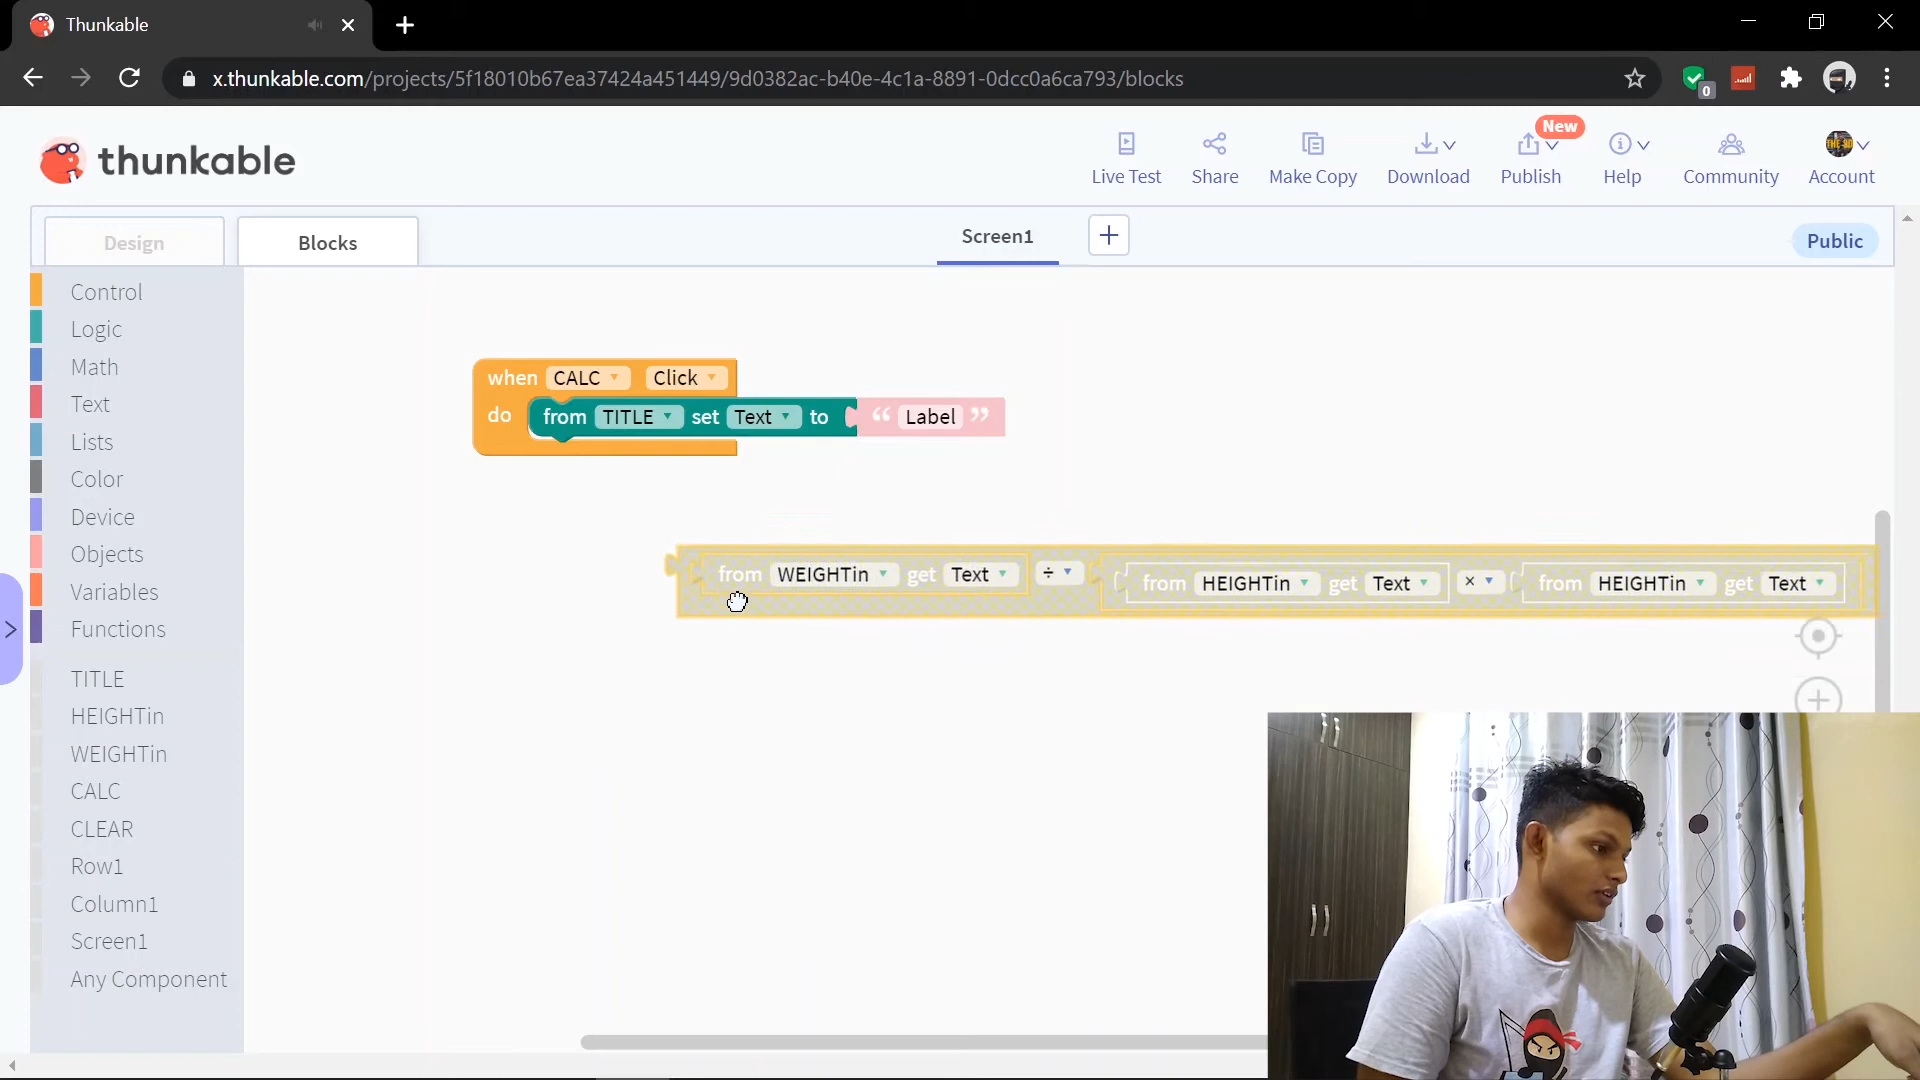 Thunkable
x.thunkable.com/projects/5f18010b67ea37424a451449/9d0382ac-b40e-4c1a-8891-0dcc0a6ca793/blocks
0
thunkable
New
Live Test Share Make Copy Download Publish Help Community Account
Design Blocks Screen1 Public
Control
Logic
Math
Text
Lists
Color
Device
Objects
Variables
Functions
TITLE
HEIGHTin
WEIGHTin
CALC
CLEAR
Row1
Column1
Screen1
Any Component
when CALC Click
do from TITLE set Text to “ Label ”
from WEIGHTin get Text ÷ from HEIGHTin get Text × from HEIGHTin get Text